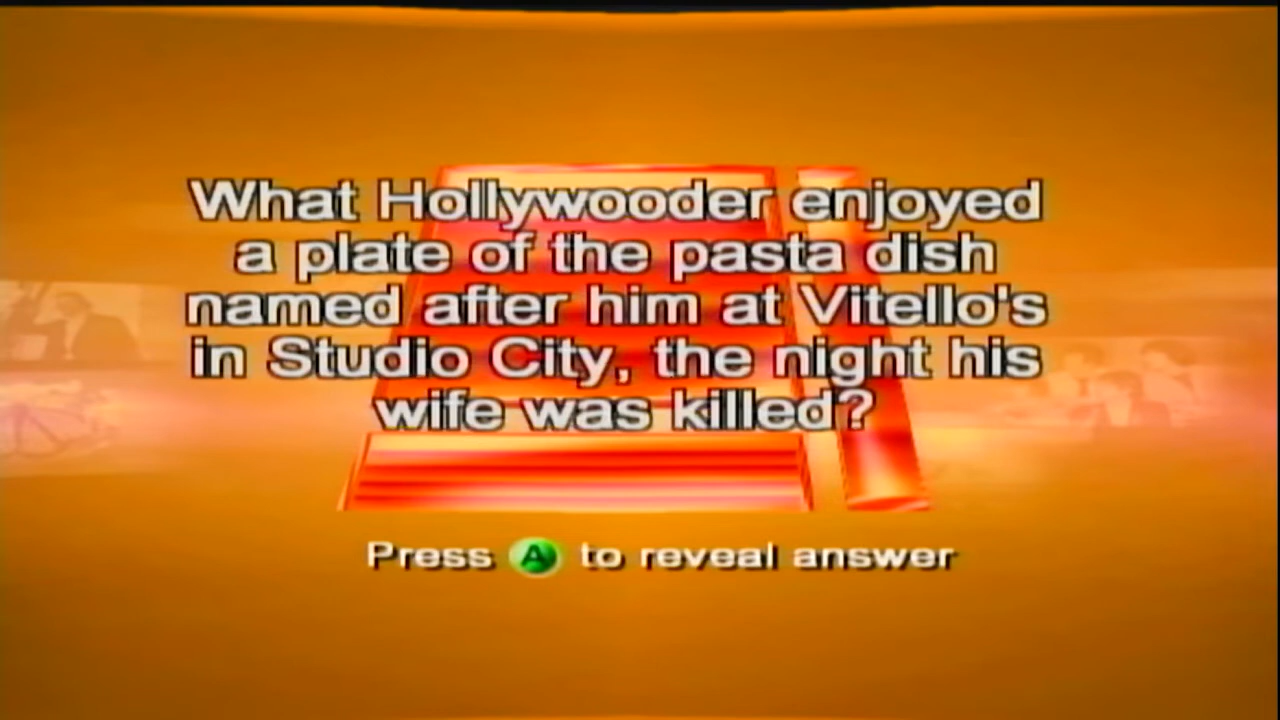 What Hollywooder enjoyed
a plate of the pasta dish
named after him at Vitello's
in Studio City, the night his
wife was killed?
Press A to reveal answer